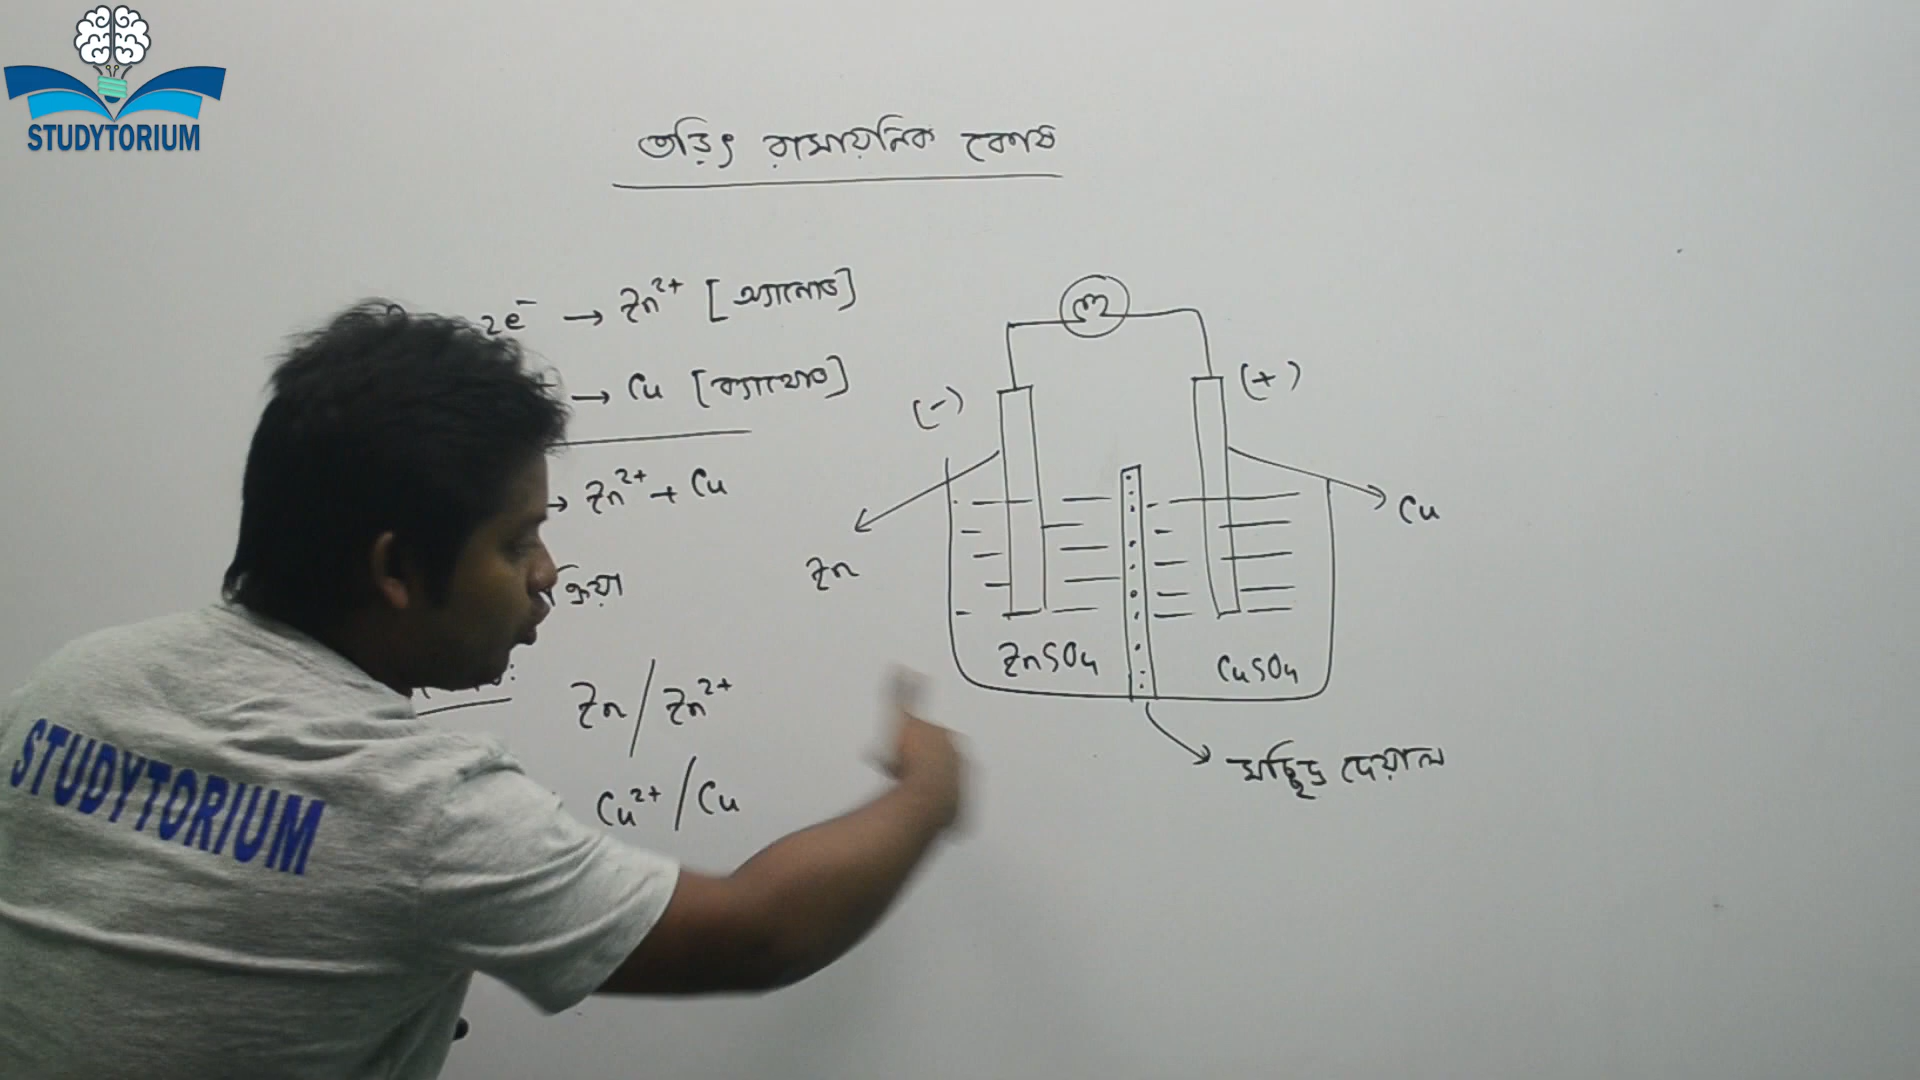 STUDYTORIUM
তড়িৎ রাসায়নিক কোষ
2e⁻ → Zn²⁺ [অ্যানোড]
→ Cu [ক্যাথোড]
→ Zn²⁺ + Cu
ক্রিয়া
Zn / Zn²⁺
Cu²⁺ / Cu
(-)
(+)
Zn
Cu
ZnSO₄
CuSO₄
সছিদ্র দেয়াল
STUDYTORIUM